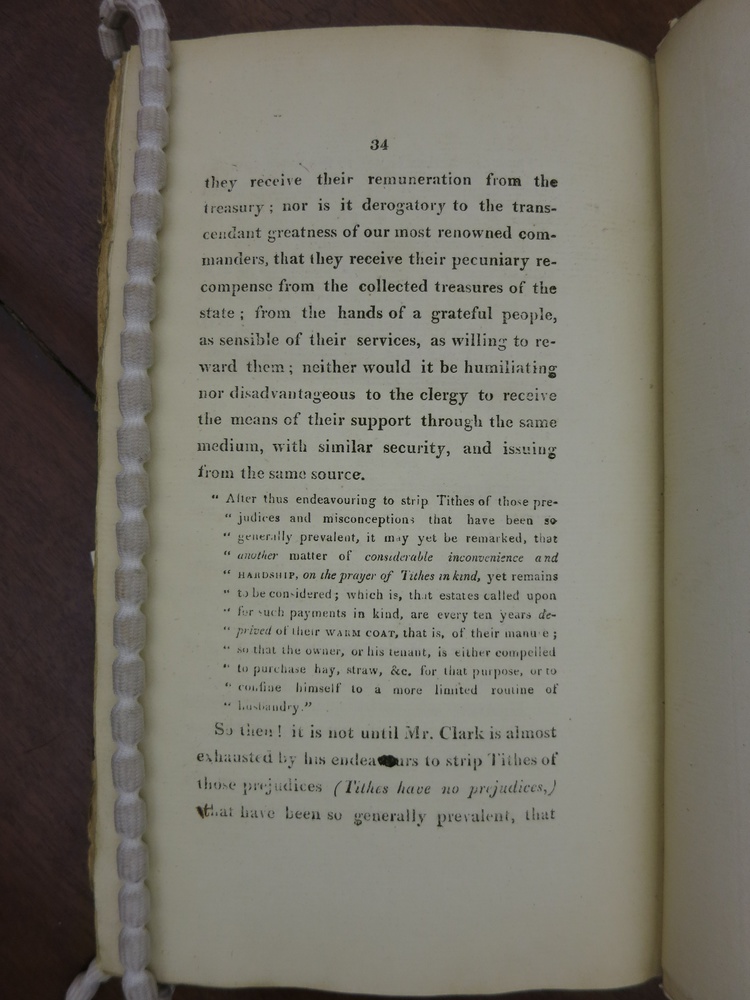 34
they receive their remuneration from the
treasury; nor is it derogatory to the trans-
cendant greatness of our most renowned com-
manders, that they receive their pecuniary re-
compense from the collected treasures of the
state; from the hands of a grateful people,
as sensible of their services, as willing to re-
ward them; neither would it be humiliating
nor disadvantageous to the clergy to receive
the means of their support through the same
medium, with similar security, and issuing
from the same source.
“ After thus endeavouring to strip Tithes of those pre-
“ judices and misconceptions that have been so
“ generally prevalent, it may yet be remarked, that
“ another matter of considerable inconvenience and
“ HARDSHIP, on the prayer of Tithes in kind, yet remains
“ to be considered; which is, that estates called upon
“ for such payments in kind, are every ten years de-
“ prived of their WARM COAT, that is, of their manure;
“ so that the owner, or his tenant, is either compelled
“ to purchase hay, straw, &c. for that purpose, or to
“ confine himself to a more limited routine of
“ husbandry.”
So then! it is not until Mr. Clark is almost
exhausted by his endeavours to strip Tithes of
those prejudices (Tithes have no prejudices,)
that have been so generally prevalent, that